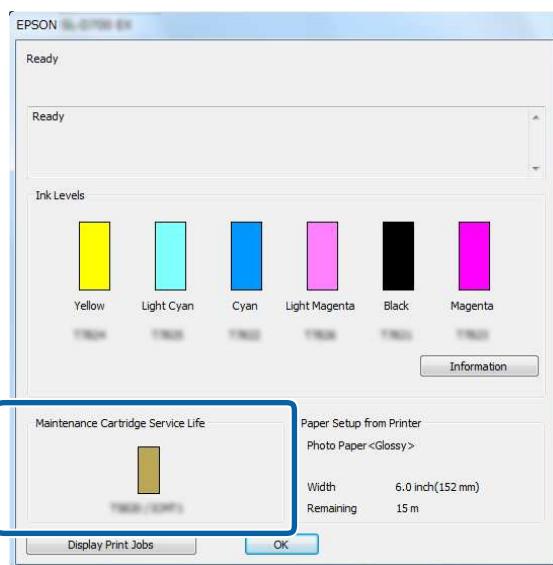 EPSON
Ready
Ready
Ink Levels
Yellow Light Cyan Cyan Light Magenta Black Magenta
Information
Maintenance Cartridge Service Life
Paper Setup from Printer
Photo Paper<Glossy>
Width 6.0 inch(152 mm)
Remaining 15 m
Display Print Jobs OK